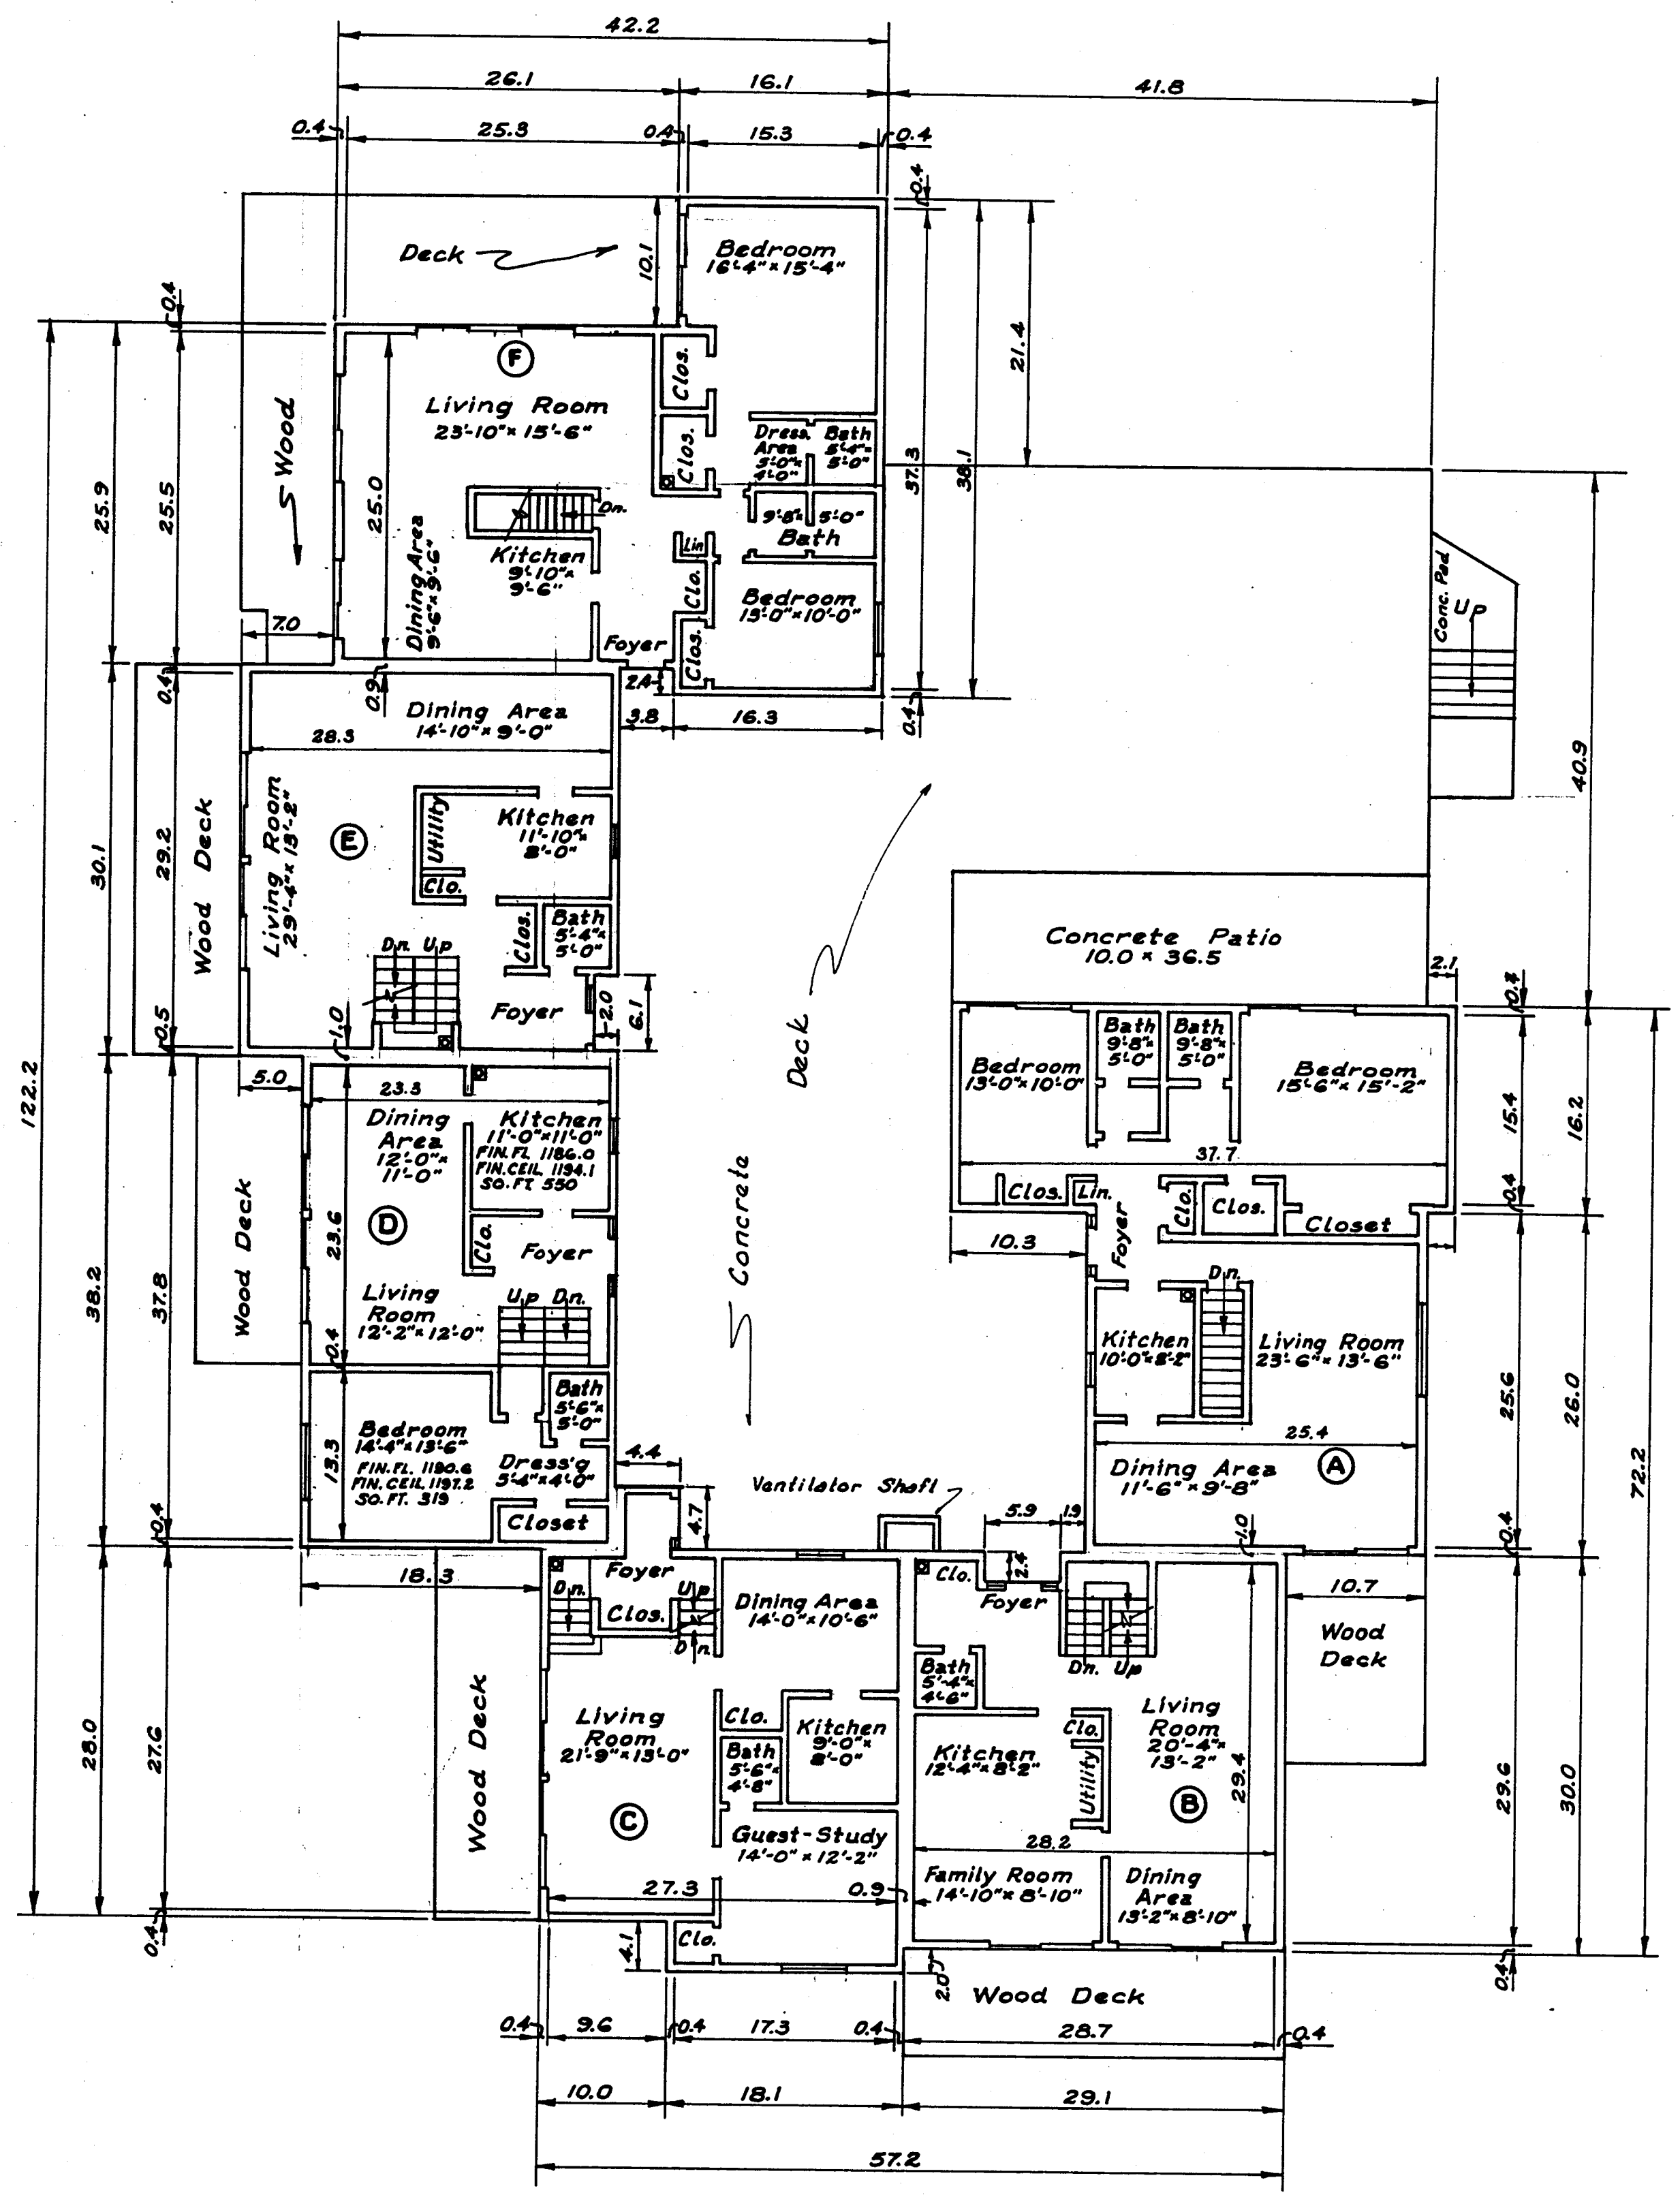 42.2
26.1
16.1
41.8
0.4
25.3
0.4
15.3
0.4
0.4
Deck
10.1
Bedroom
16'-4" x 15'-4"
21.4
37.3
38.1
0.4
25.9
25.5
Wood
F
Living Room
23'-10" x 15'-6"
Clos.
Clos.
Dress.
Area
5'-0" x
4'-0"
Bath
5'-4" x
5'-0"
25.0
Dn.
9'-8" x 5'-0"
Bath
Lin
Kitchen
9'-10" x
9'-6"
Dining Area
9'-6" x 9'-6"
Clo.
Bedroom
15'-0" x 10'-0"
Clos.
Foyer
7.0
2.4
3.8
16.3
0.4
Conc. Pad
Up
40.9
0.4
0.9
Dining Area
14'-10" x 9'-0"
28.3
122.2
30.1
29.2
Wood Deck
Living Room
29'-4" x 13'-2"
E
Utility
Kitchen
11'-10" x
8'-0"
Clo.
Clos.
Bath
5'-4" x
5'-0"
Dn. Up
Foyer
2.0
6.1
0.5
1.0
5.0
Deck
Concrete
Concrete Patio
10.0 x 36.5
2.1
0.4
Bedroom
13'-0" x 10'-0"
Bath
9'-8" x
5'-0"
Bath
9'-8" x
5'-0"
Bedroom
15'-6" x 15'-2"
15.4
16.2
37.7
Clos.
Lin.
Clo.
Clos.
Closet
0.4
10.3
Foyer
Dn.
Kitchen
10'-0" x 8'-2"
Living Room
23'-6" x 13'-6"
25.6
26.0
25.4
Dining Area
11'-6" x 9'-8"
A
72.2
0.4
1.0
38.2
37.8
Wood Deck
23.3
Dining
Area
12'-0" x
11'-0"
Kitchen
11'-0" x 11'-0"
FIN. FL. 1186.0
FIN. CEIL. 1194.1
SQ. FT. 550
23.6
D
Clo.
Foyer
Living
Room
12'-2" x 12'-0"
Up Dn.
0.4
13.3
Bedroom
14'-4" x 13'-6"
FIN. FL. 1190.6
FIN. CEIL. 1197.2
SQ. FT. 319
Bath
5'-6" x
5'-0"
Dress'g
5'-4" x 4'-0"
Closet
0.4
18.3
4.4
4.7
Ventilator Shaft
5.9
1.9
2.4
28.0
27.6
Wood Deck
Dn.
Foyer
Clos.
Up
Dn.
Dining Area
14'-0" x 10'-6"
Living
Room
21'-9" x 13'-0"
Clo.
Kitchen
9'-0" x
8'-0"
Bath
5'-6" x
4'-8"
C
Guest-Study
14'-0" x 12'-2"
27.3
0.9
Clo.
4.1
0.4
Clo.
Foyer
Bath
5'-4" x
4'-6"
Dn. Up
Kitchen
12'-4" x 8'-2"
Clo.
Utility
Living
Room
20'-4" x
13'-2"
29.4
B
28.2
Family Room
14'-10" x 8'-10"
Dining
Area
13'-2" x 8'-10"
10.7
Wood
Deck
29.6
30.0
0.4
2.0
Wood Deck
0.4
9.6
0.4
17.3
0.4
28.7
0.4
10.0
18.1
29.1
57.2